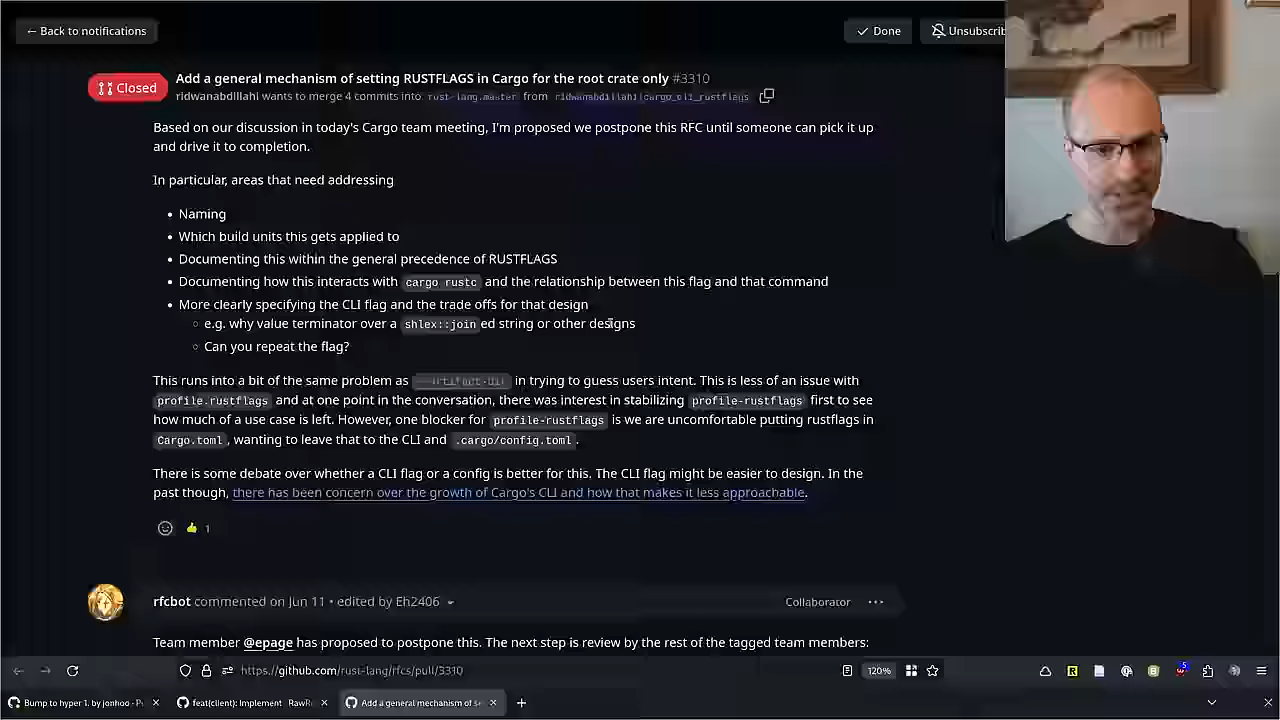 ← Back to notifications
Done
Unsubscrib
Closed
Add a general mechanism of setting RUSTFLAGS in Cargo for the root crate only #3310
ridwanabdillahi wants to merge 4 commits into rust-lang:master from ridwanabdillahi:cargo_cli_rustflags
Based on our discussion in today's Cargo team meeting, I'm proposed we postpone this RFC until someone can pick it up
and drive it to completion.
In particular, areas that need addressing
• Naming
• Which build units this gets applied to
• Documenting this within the general precedence of RUSTFLAGS
• Documenting how this interacts with cargo rustc and the relationship between this flag and that command
• More clearly specifying the CLI flag and the trade offs for that design
◦ e.g. why value terminator over a shlex::joined string or other designs
◦ Can you repeat the flag?
This runs into a bit of the same problem as --artifact-dir in trying to guess users intent. This is less of an issue with
profile.rustflags and at one point in the conversation, there was interest in stabilizing profile-rustflags first to see
how much of a use case is left. However, one blocker for profile-rustflags is we are uncomfortable putting rustflags in
Cargo.toml, wanting to leave that to the CLI and .cargo/config.toml.
There is some debate over whether a CLI flag or a config is better for this. The CLI flag might be easier to design. In the
past though, there has been concern over the growth of Cargo's CLI and how that makes it less approachable.
1
rfcbot commented on Jun 11 • edited by Eh2406
Collaborator
Team member @epage has proposed to postpone this. The next step is review by the rest of the tagged team members:
https://github.com/rust-lang/rfcs/pull/3310
120%
5
Bump to hyper 1. by jonhoo · P
feat(client): Implement `RawRe
Add a general mechanism of se